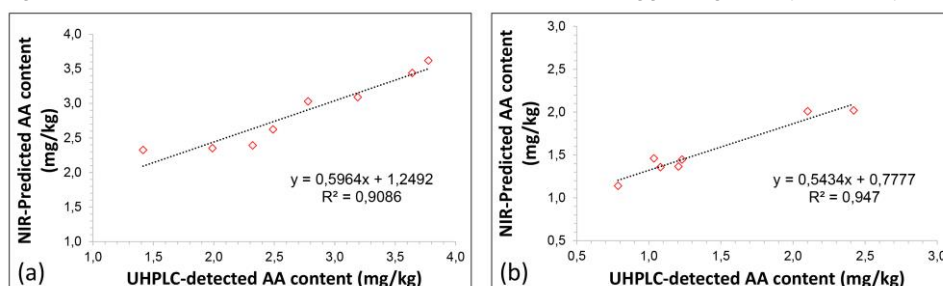 4,0
3,5
3,0
2,5
2,0
1,5
1,0
NIR-Predicted AA content
(mg/kg)
y = 0,5964x + 1,2492
R² = 0,9086
1,0 1,5 2,0 2,5 3,0 3,5 4,0
(a)
UHPLC-detected AA content (mg/kg)
3,0
2,5
2,0
1,5
1,0
0,5
NIR-Predicted AA content
(mg/kg)
y = 0,5434x + 0,7777
R² = 0,947
0,5 1,0 1,5 2,0 2,5 3,0
(b)
UHPLC-detected AA content (mg/kg)